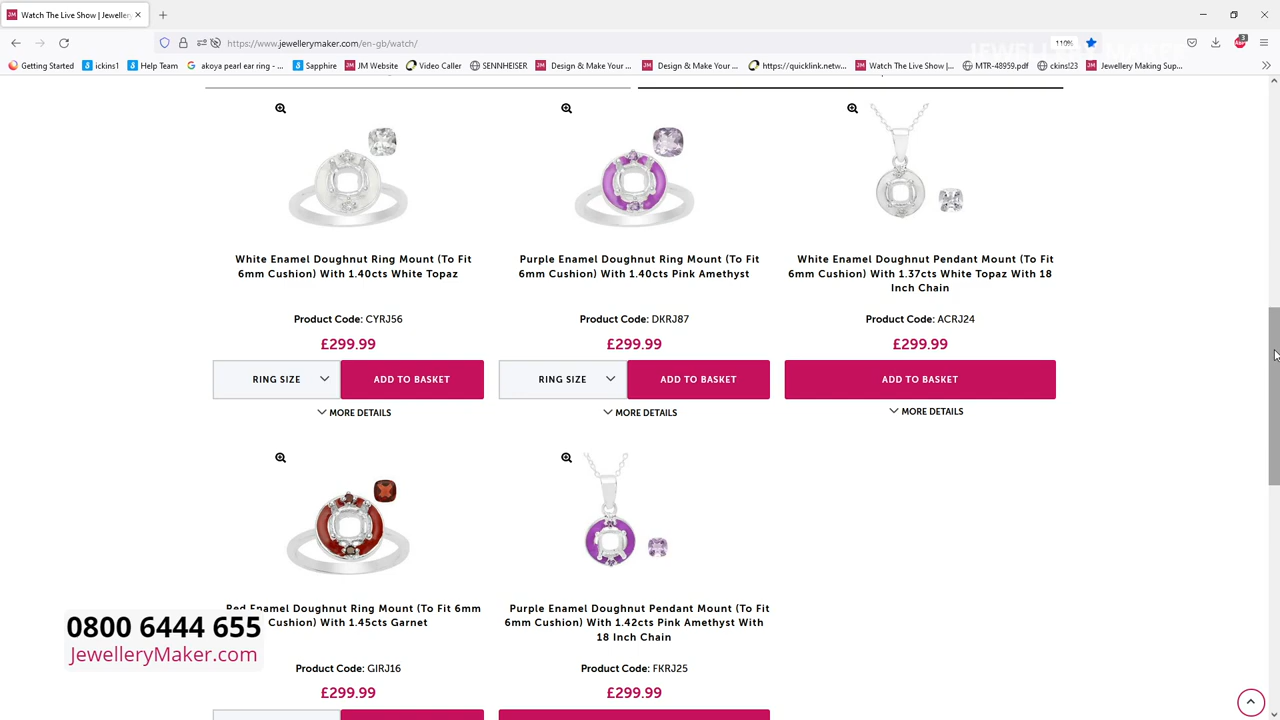 Watch The Live Show | Jeweller
https://www.jewellerymaker.com/en-gb/watch/
110%
3
JEWELLERYMAKER
Getting Started
ickins1
Help Team
akoya pearl ear ring - ...
Sapphire
JM Website
Video Caller
SENNHEISER
Design & Make Your ...
Design & Make Your ...
https://quicklink.netw...
Watch The Live Show |...
MTR-48959.pdf
ckins!23
Jewellery Making Sup...
White Enamel Doughnut Ring Mount (To Fit
6mm Cushion) With 1.40cts White Topaz
Product Code: CYRJ56
£299.99
RING SIZE
ADD TO BASKET
MORE DETAILS
Purple Enamel Doughnut Ring Mount (To Fit
6mm Cushion) With 1.40cts Pink Amethyst
Product Code: DKRJ87
£299.99
RING SIZE
ADD TO BASKET
MORE DETAILS
White Enamel Doughnut Pendant Mount (To Fit
6mm Cushion) With 1.37cts White Topaz With 18
Inch Chain
Product Code: ACRJ24
£299.99
ADD TO BASKET
MORE DETAILS
Red Enamel Doughnut Ring Mount (To Fit 6mm
Cushion) With 1.45cts Garnet
Product Code: GIRJ16
£299.99
Purple Enamel Doughnut Pendant Mount (To Fit
6mm Cushion) With 1.42cts Pink Amethyst With
18 Inch Chain
Product Code: FKRJ25
£299.99
0800 6444 655
JewelleryMaker.com